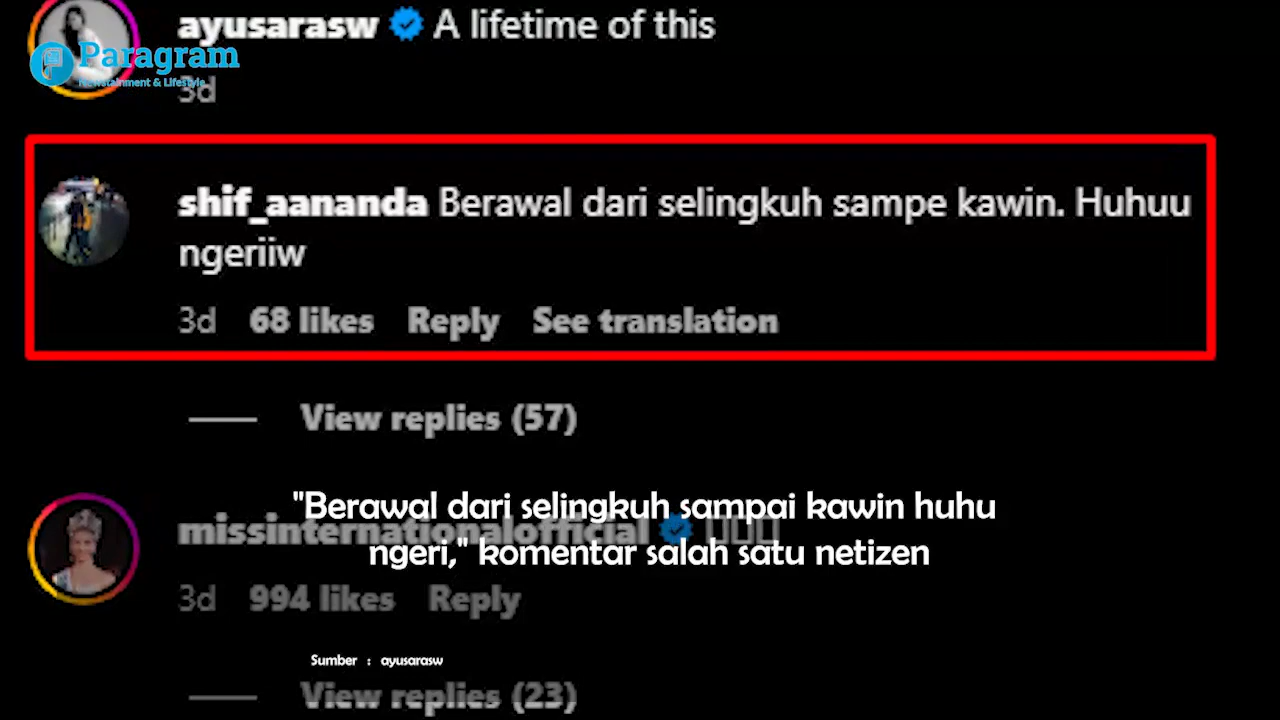 ayusarasw A lifetime of this
Paragram
Newstainment & Lifestyle
3d
shif_aananda Berawal dari selingkuh sampe kawin. Huhuu
ngeriiw
3d 68 likes Reply See translation
View replies (57)
"Berawal dari selingkuh sampai kawin huhu
missinternationalofficial
ngeri," komentar salah satu netizen
3d 994 likes Reply
Sumber : ayusarasw
View replies (23)